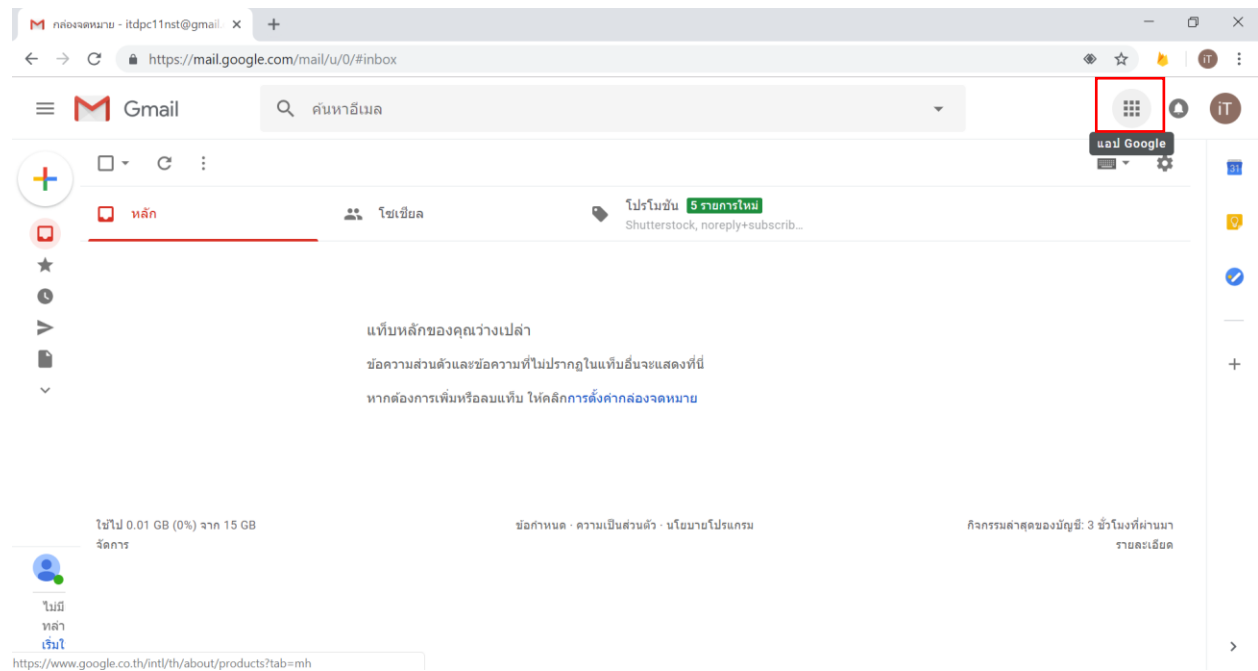 กล่องจดหมาย - itdpc11nst@gmail.
https://mail.google.com/mail/u/0/#inbox
iT
Gmail
ค้นหาอีเมล
iT
แอป Google
31
หลัก
โซเชียล
โปรโมชัน 5 รายการใหม่
Shutterstock, noreply+subscrib...
แท็บหลักของคุณว่างเปล่า
ข้อความส่วนตัวและข้อความที่ไม่ปรากฏในแท็บอื่นจะแสดงที่นี่
หากต้องการเพิ่มหรือลบแท็บ ให้คลิกการตั้งค่ากล่องจดหมาย
ใช้ไป 0.01 GB (0%) จาก 15 GB
จัดการ
ข้อกำหนด · ความเป็นส่วนตัว · นโยบายโปรแกรม
กิจกรรมล่าสุดของบัญชี: 3 ชั่วโมงที่ผ่านมา
รายละเอียด
ไม่มี
หล่า
เริ่มใ
https://www.google.co.th/intl/th/about/products?tab=mh